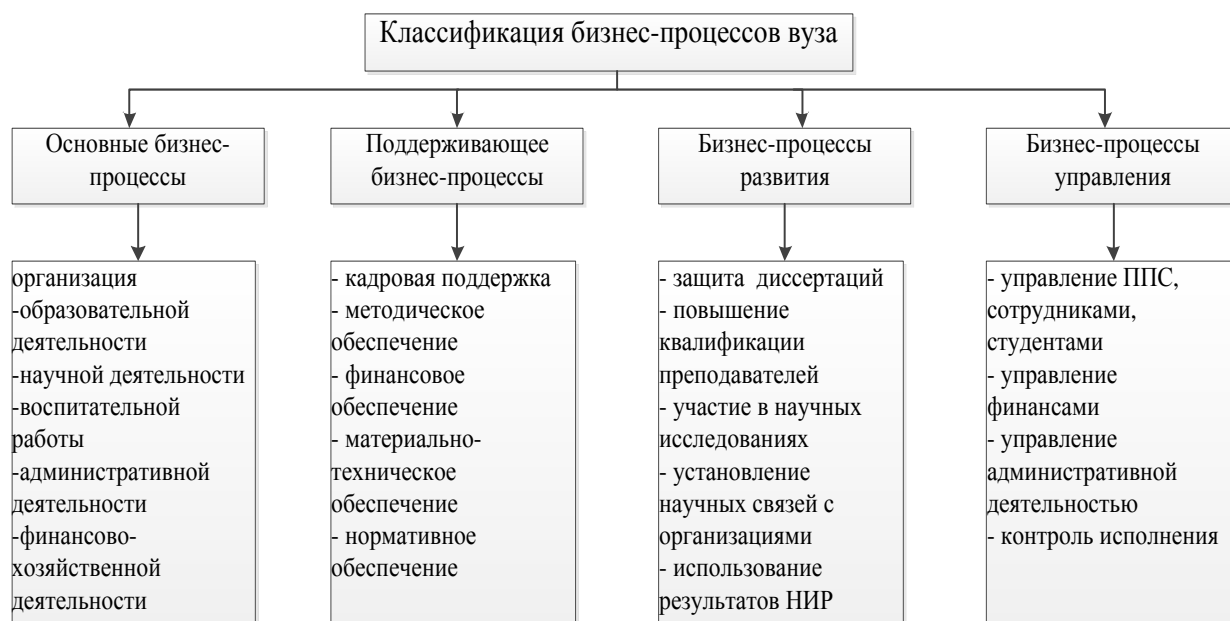 Классификация бизнес-процессов вуза
Основные бизнес-
процессы
Поддерживающее
бизнес-процессы
Бизнес-процессы
развития
Бизнес-процессы
управления
организация
-образовательной
деятельности
-научной деятельности
-воспитательной
работы
-административной
деятельности
-финансово-
хозяйственной
деятельности
- кадровая поддержка
- методическое
обеспечение
- финансовое
обеспечение
- материально-
техническое
обеспечение
- нормативное
обеспечение
- защита  диссертаций
- повышение
квалификации
преподавателей
- участие в научных
исследованиях
- установление
научных связей с
организациями
- использование
результатов НИР
- управление ППС,
сотрудниками,
студентами
- управление
финансами
- управление
административной
деятельностью
- контроль исполнения